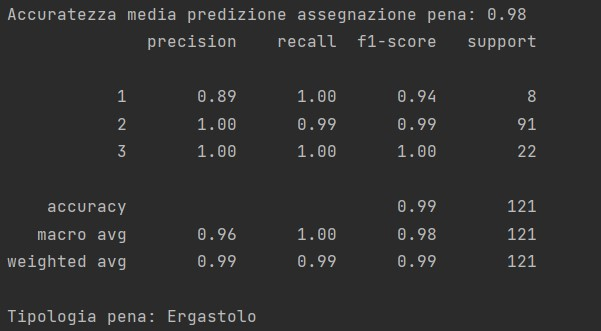 Accuratezza media predizione assegnazione pena: 0.98
precision recall f1-score support
1 0.89 1.00 0.94 8
2 1.00 0.99 0.99 91
3 1.00 1.00 1.00 22
accuracy 0.99 121
macro avg 0.96 1.00 0.98 121
weighted avg 0.99 0.99 0.99 121
Tipologia pena: Ergastolo